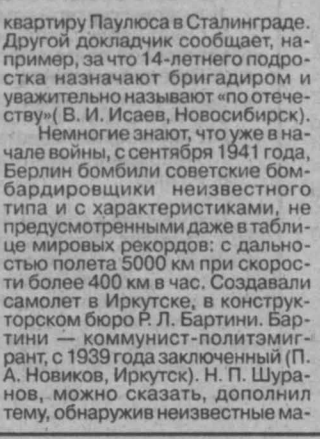 квартиру Паулюса в Сталинграде.
Другой докладчик сообщает, на-
пример, за что 14-летнего подро-
стка назначают бригадиром и
уважительно называют «по отече-
ству»( В. И. Исаев, Новосибирск).
Немногие знают, что уже в на-
чале войны, с сентября 1941 года,
Берлин бомбили советские бом-
бардировщики неизвестного
типа и с характеристиками, не
предусмотренными даже в табли-
це мировых рекордов: с дально-
стью полета 5000 км при скорос-
ти более 400 км в час. Создавали
самолет в Иркутске, в конструк-
торском бюро Р. Л. Бартини. Бар-
тини — коммунист-политэмиг-
рант, с 1939 года заключенный (П.
А. Новиков, Иркутск). Н. П. Шура-
нов, можно сказать, дополнил
тему, обнаружив неизвестные ма-